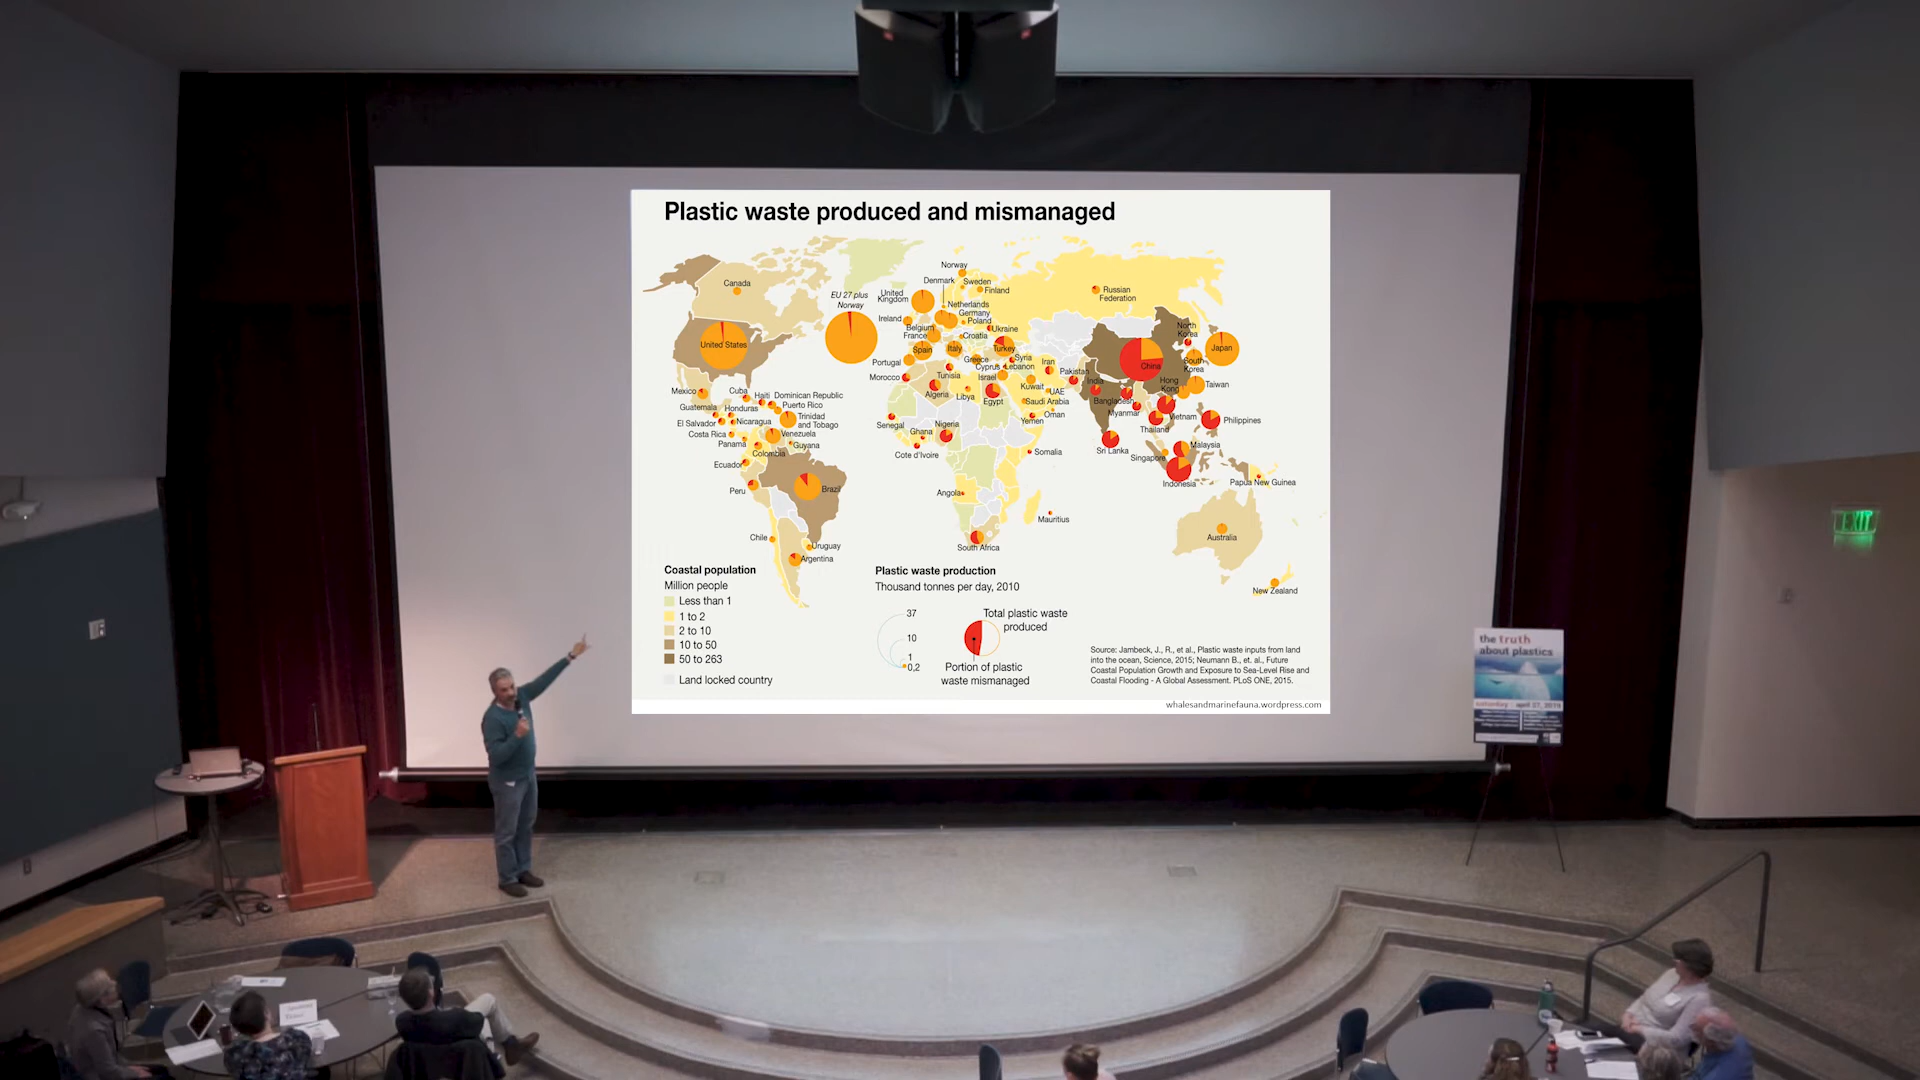 Plastic waste produced and mismanaged
Norway
Denmark
Sweden
Finland
Canada
United
Kingdom
EU 27 plus
Norway
Russian
Federation
Netherlands
Germany
Ireland
Poland
Belgium
Ukraine
North
Korea
France
Croatia
United States
Spain
Italy
Turkey
Japan
Portugal
Greece
Syria
Iran
South
Korea
Cyprus
Lebanon
China
Morocco
Tunisia
Israel
Pakistan
India
Hong
Kong
Taiwan
Mexico
Cuba
Haiti
Dominican Republic
Algeria
Libya
Egypt
Kuwait
UAE
Saudi Arabia
Bangladesh
Guatemala
Honduras
Puerto Rico
Oman
Myanmar
Vietnam
Philippines
El Salvador
Nicaragua
Trinidad
and Tobago
Senegal
Ghana
Nigeria
Yemen
Thailand
Costa Rica
Venezuela
Panama
Guyana
Malaysia
Colombia
Cote d'Ivoire
Somalia
Sri Lanka
Singapore
Ecuador
Peru
Brazil
Angola
Indonesia
Papua New Guinea
Mauritius
Chile
Uruguay
South Africa
Australia
Argentina
New Zealand
Coastal population
Million people
Less than 1
1 to 2
2 to 10
10 to 50
50 to 263
Land locked country
Plastic waste production
Thousand tonnes per day, 2010
37
10
1
0,2
Total plastic waste
produced
Portion of plastic
waste mismanaged
Source: Jambeck, J., R., et al., Plastic waste inputs from land
into the ocean, Science, 2015; Neumann B., et. al., Future
Coastal Population Growth and Exposure to Sea-Level Rise and
Coastal Flooding - A Global Assessment. PLoS ONE, 2015.
whalesandmarinefauna.wordpress.com
EXIT
the truth
about plastics
saturday april 27, 2019